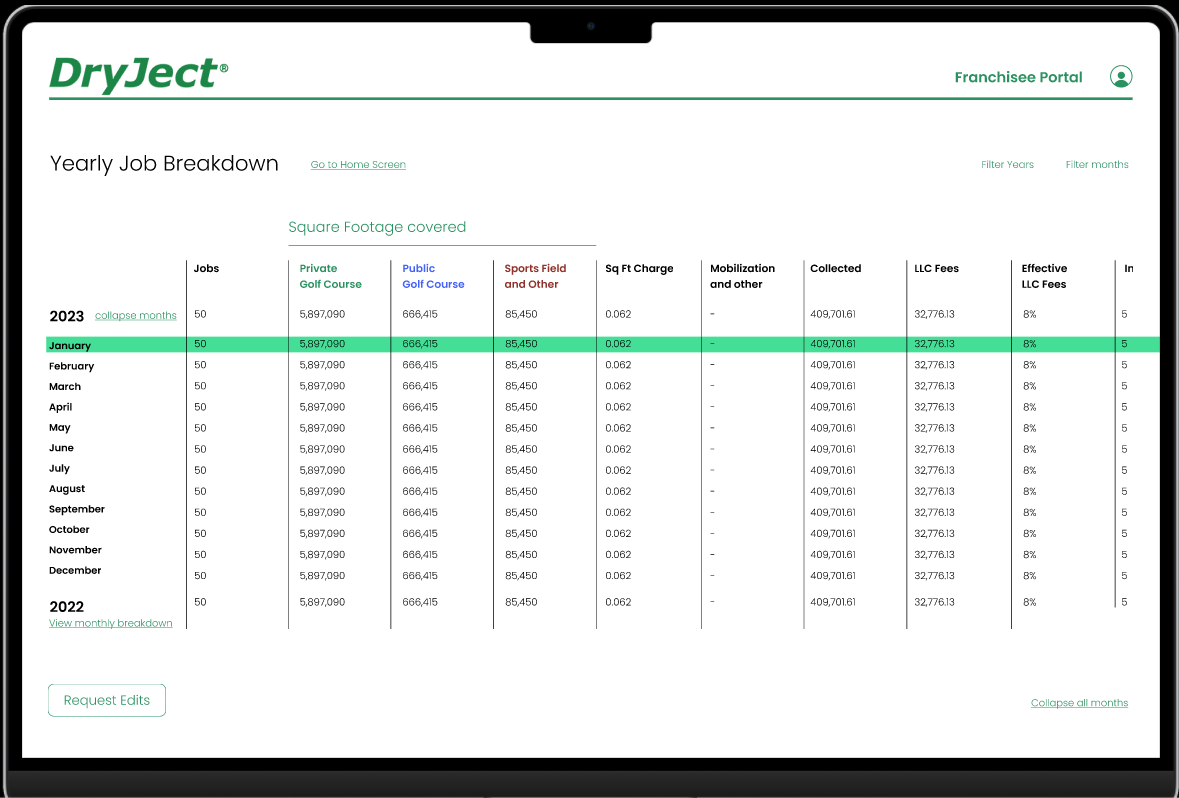 DryJect®
Franchisee Portal
Yearly Job Breakdown Go to Home Screen Filter Years Filter months
Square Footage covered
Jobs Private Golf Course Public Golf Course Sports Field and Other Sq Ft Charge Mobilization and other Collected LLC Fees Effective LLC Fees In
2023 collapse months 50 5,897,090 666,415 85,450 0.062 - 409,701.61 32,776.13 8% 5
January 50 5,897,090 666,415 85,450 0.062 - 409,701.61 32,776.13 8% 5
February 50 5,897,090 666,415 85,450 0.062 - 409,701.61 32,776.13 8% 5
March 50 5,897,090 666,415 85,450 0.062 - 409,701.61 32,776.13 8% 5
April 50 5,897,090 666,415 85,450 0.062 - 409,701.61 32,776.13 8% 5
May 50 5,897,090 666,415 85,450 0.062 - 409,701.61 32,776.13 8% 5
June 50 5,897,090 666,415 85,450 0.062 - 409,701.61 32,776.13 8% 5
July 50 5,897,090 666,415 85,450 0.062 - 409,701.61 32,776.13 8% 5
August 50 5,897,090 666,415 85,450 0.062 - 409,701.61 32,776.13 8% 5
September 50 5,897,090 666,415 85,450 0.062 - 409,701.61 32,776.13 8% 5
October 50 5,897,090 666,415 85,450 0.062 - 409,701.61 32,776.13 8% 5
November 50 5,897,090 666,415 85,450 0.062 - 409,701.61 32,776.13 8% 5
December 50 5,897,090 666,415 85,450 0.062 - 409,701.61 32,776.13 8% 5
2022 50 5,897,090 666,415 85,450 0.062 - 409,701.61 32,776.13 8% 5
View monthly breakdown
Request Edits Collapse all months